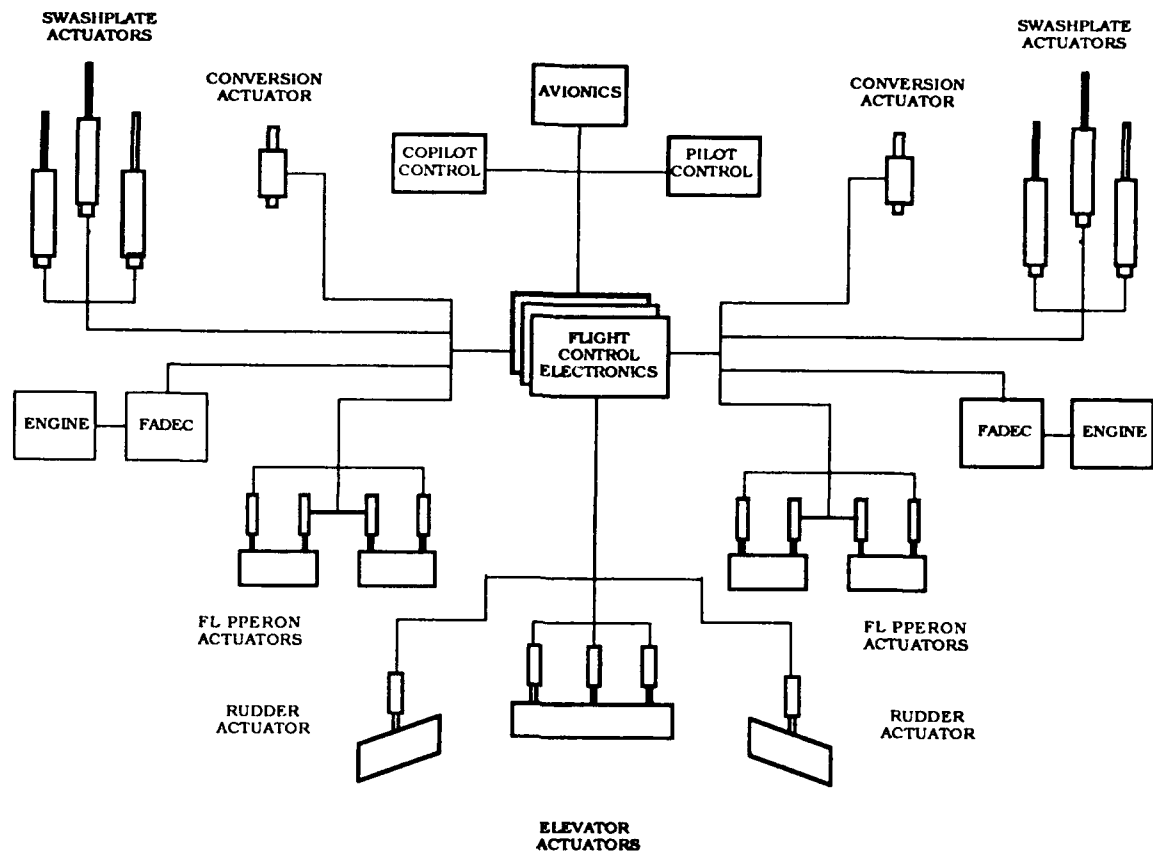 SWASHPLATE
ACTUATORS
SWASHPLATE
ACTUATORS
CONVERSION
ACTUATOR
AVIONICS
CONVERSION
ACTUATOR
COPILOT
CONTROL
PILOT
CONTROL
FLIGHT
CONTROL
ELECTRONICS
ENGINE
FADEC
FADEC
ENGINE
FL PPERON
ACTUATORS
FL PPERON
ACTUATORS
RUDDER
ACTUATOR
RUDDER
ACTUATOR
ELEVATOR
ACTUATORS